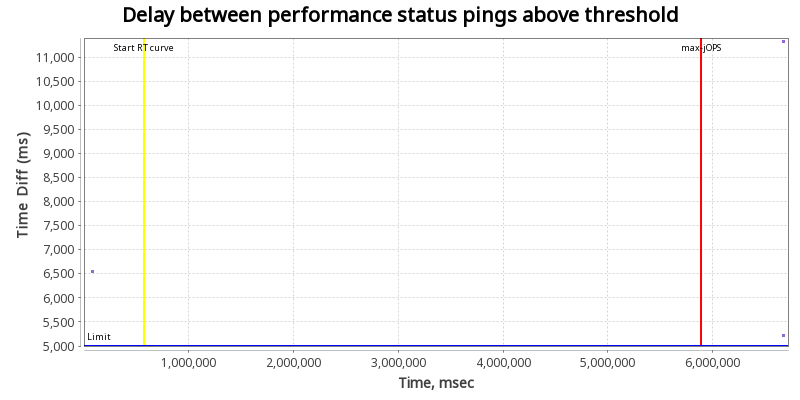 Delay between performance status pings above threshold
Start RT curve
max-jOPS
11,000
10,500
10,000
9,500
9,000
8,500
8,000
7,500
7,000
6,500
6,000
5,500
5,000
Time Diff (ms)
Limit
1,000,000 2,000,000 3,000,000 4,000,000 5,000,000 6,000,000
Time, msec